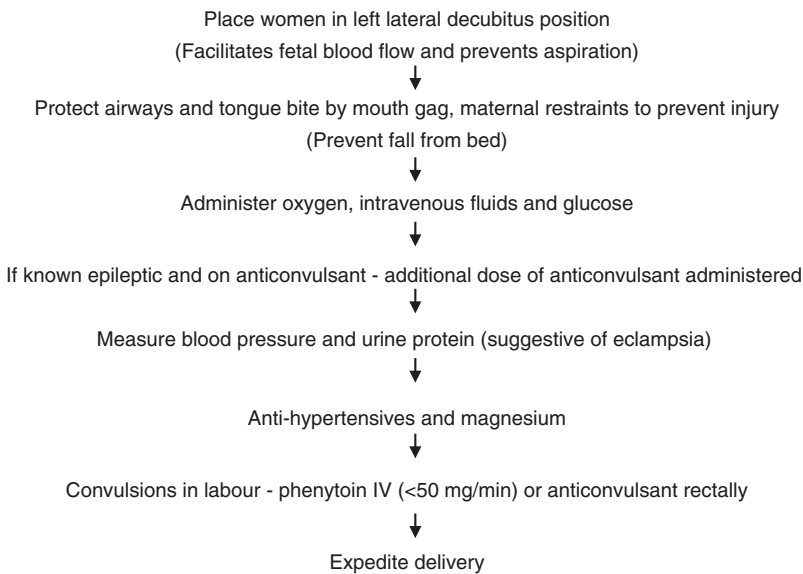 Place women in left lateral decubitus position
(Facilitates fetal blood flow and prevents aspiration)
Protect airways and tongue bite by mouth gag, maternal restraints to prevent injury
(Prevent fall from bed)
Administer oxygen, intravenous fluids and glucose
If known epileptic and on anticonvulsant - additional dose of anticonvulsant administered
Measure blood pressure and urine protein (suggestive of eclampsia)
Anti-hypertensives and magnesium
Convulsions in labour - phenytoin IV (<50 mg/min) or anticonvulsant rectally
Expedite delivery